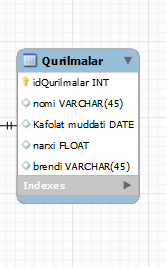 Qurilmalar
idQurilmalar INT
nomi VARCHAR(45)
Kafolat muddati DATE
narxi FLOAT
brendi VARCHAR(45)
Indexes